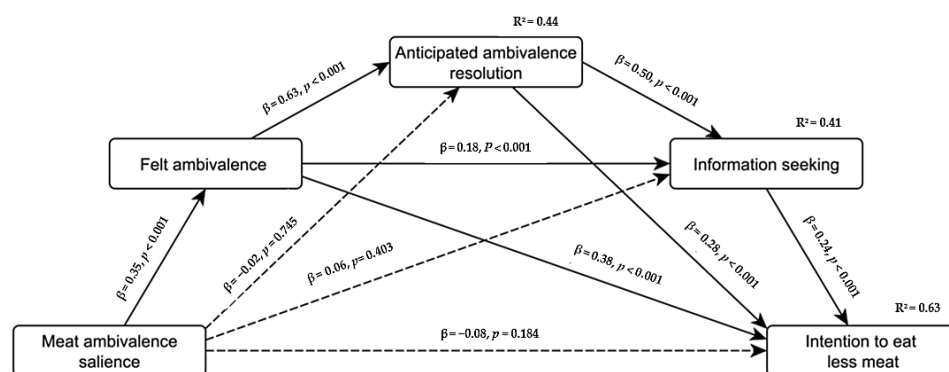 R² = 0.44
Anticipated ambivalence
resolution
β = 0.63, p < 0.001
β = 0.50, p < 0.001
R² = 0.41
Felt ambivalence
β = 0.18, P < 0.001
Information seeking
β = 0.35, p < 0.001
β = −0.02, p = 0.745
β = 0.06, p = 0.403
β = 0.38, p < 0.001
β = 0.28, p < 0.001
β = 0.24, p < 0.001
R² = 0.63
Meat ambivalence
salience
β= −0.08, p = 0.184
Intention to eat
less meat